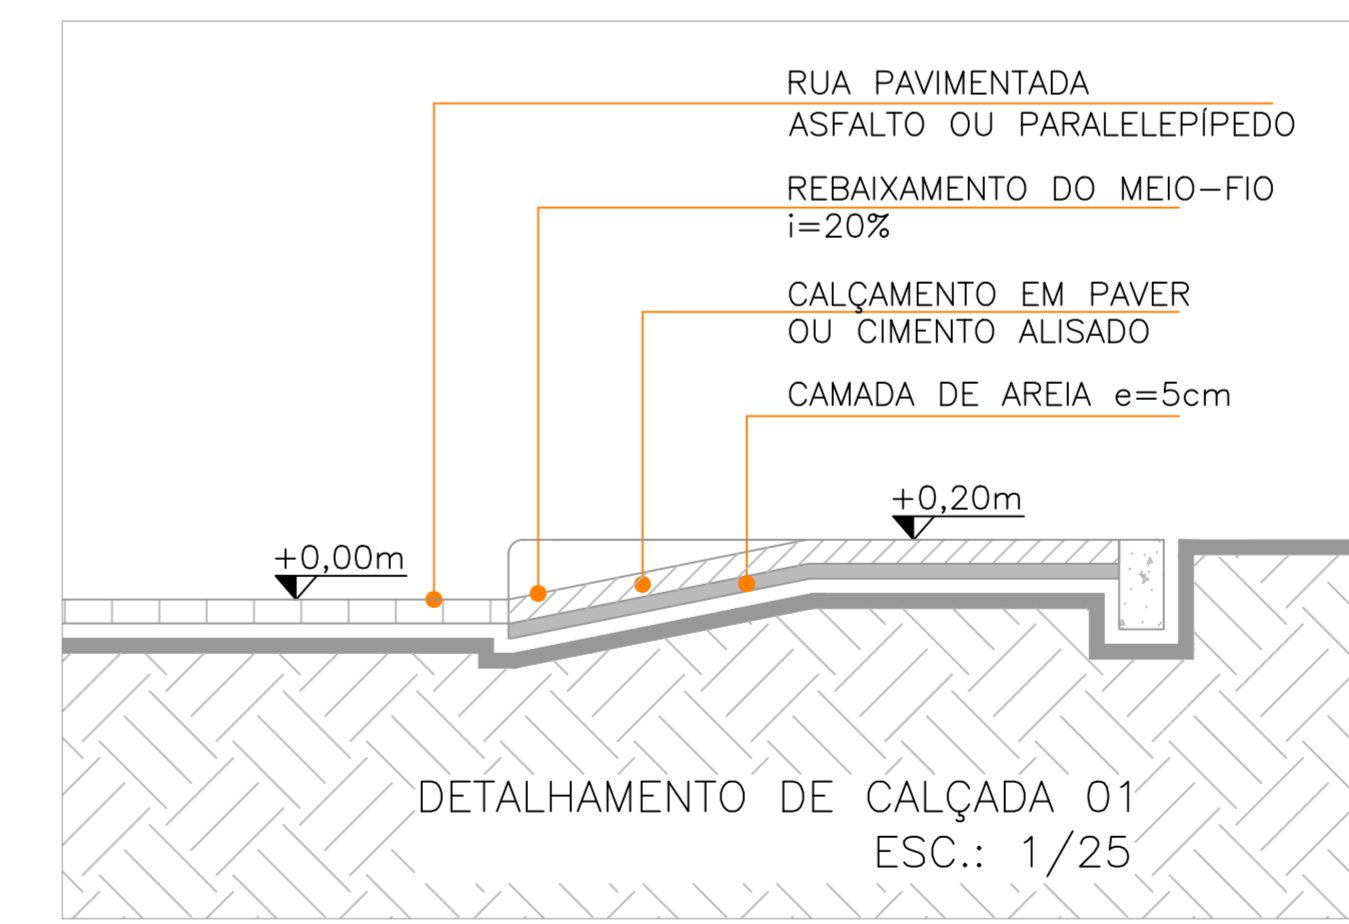 RUA PAVIMENTADA
ASFALTO OU PARALELEPÍPEDO
REBAIXAMENTO DO MEIO-FIO
i=20%
CALÇAMENTO EM PAVER
OU CIMENTO ALISADO
CAMADA DE AREIA e=5cm
+0,20m
+0,00m
DETALHAMENTO DE CALÇADA 01
ESC.: 1/25